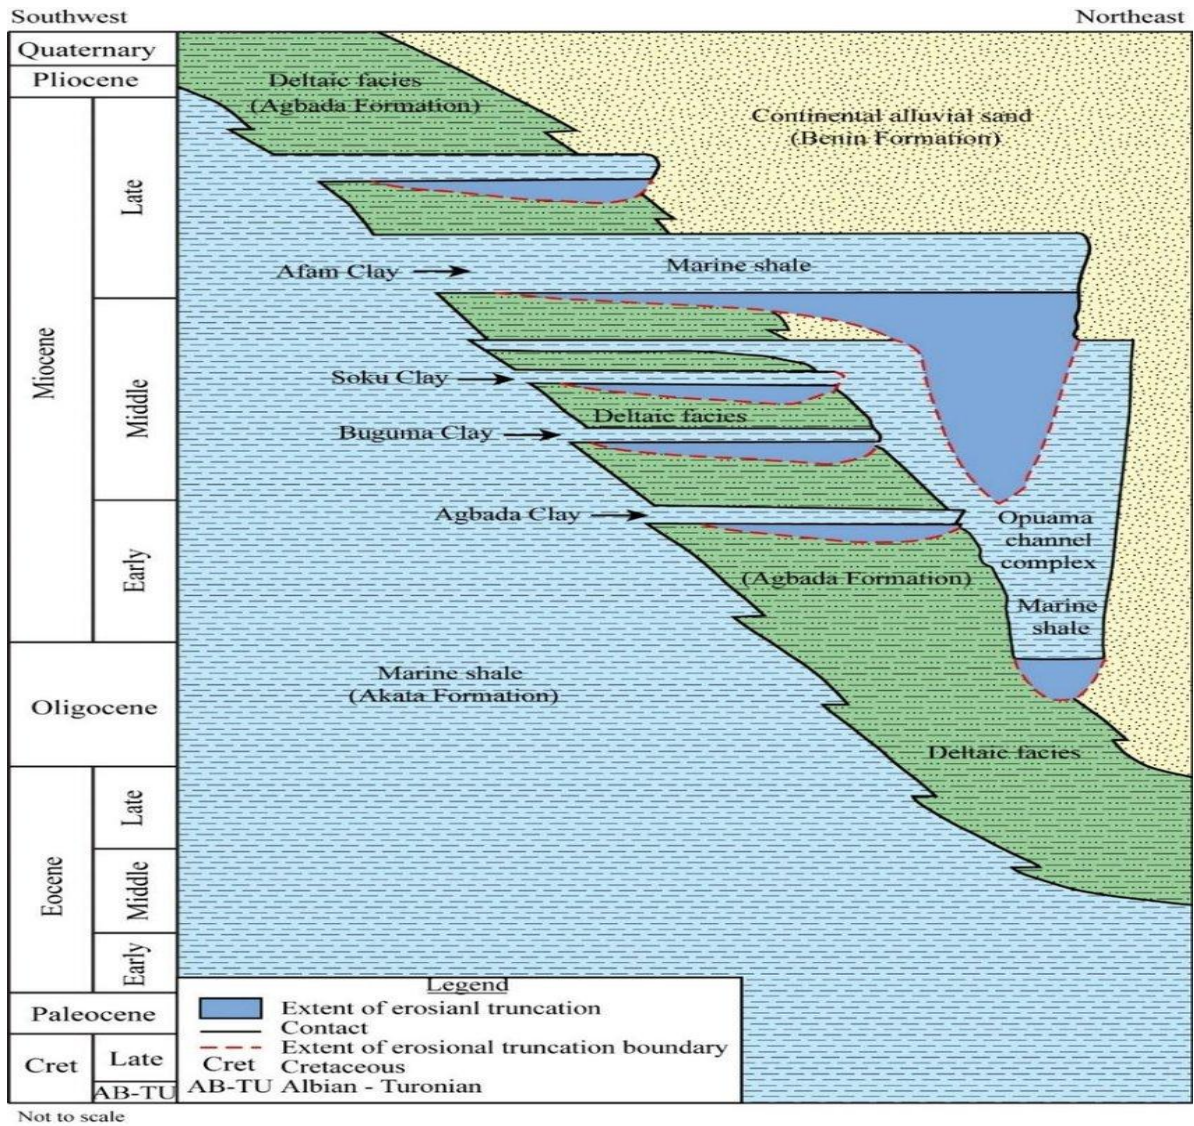 Southwest
Northeast
Quaternary
Pliocene
Miocene
Late
Middle
Early
Oligocene
Eocene
Late
Middle
Early
Paleocene
Cret
Late
AB-TU
Deltaic facies
(Agbada Formation)
Continental alluvial sand
(Benin Formation)
Afam Clay
Marine shale
Soku Clay
Deltaic facies
Buguma Clay
Agbada Clay
Opuama
channel
complex
(Agbada Formation)
Marine
shale
Marine shale
(Akata Formation)
Deltaic facies
Legend
Extent of erosianl truncation
Contact
Extent of erosional truncation boundary
Cret Cretaceous
AB-TU Albian - Turonian
Not to scale